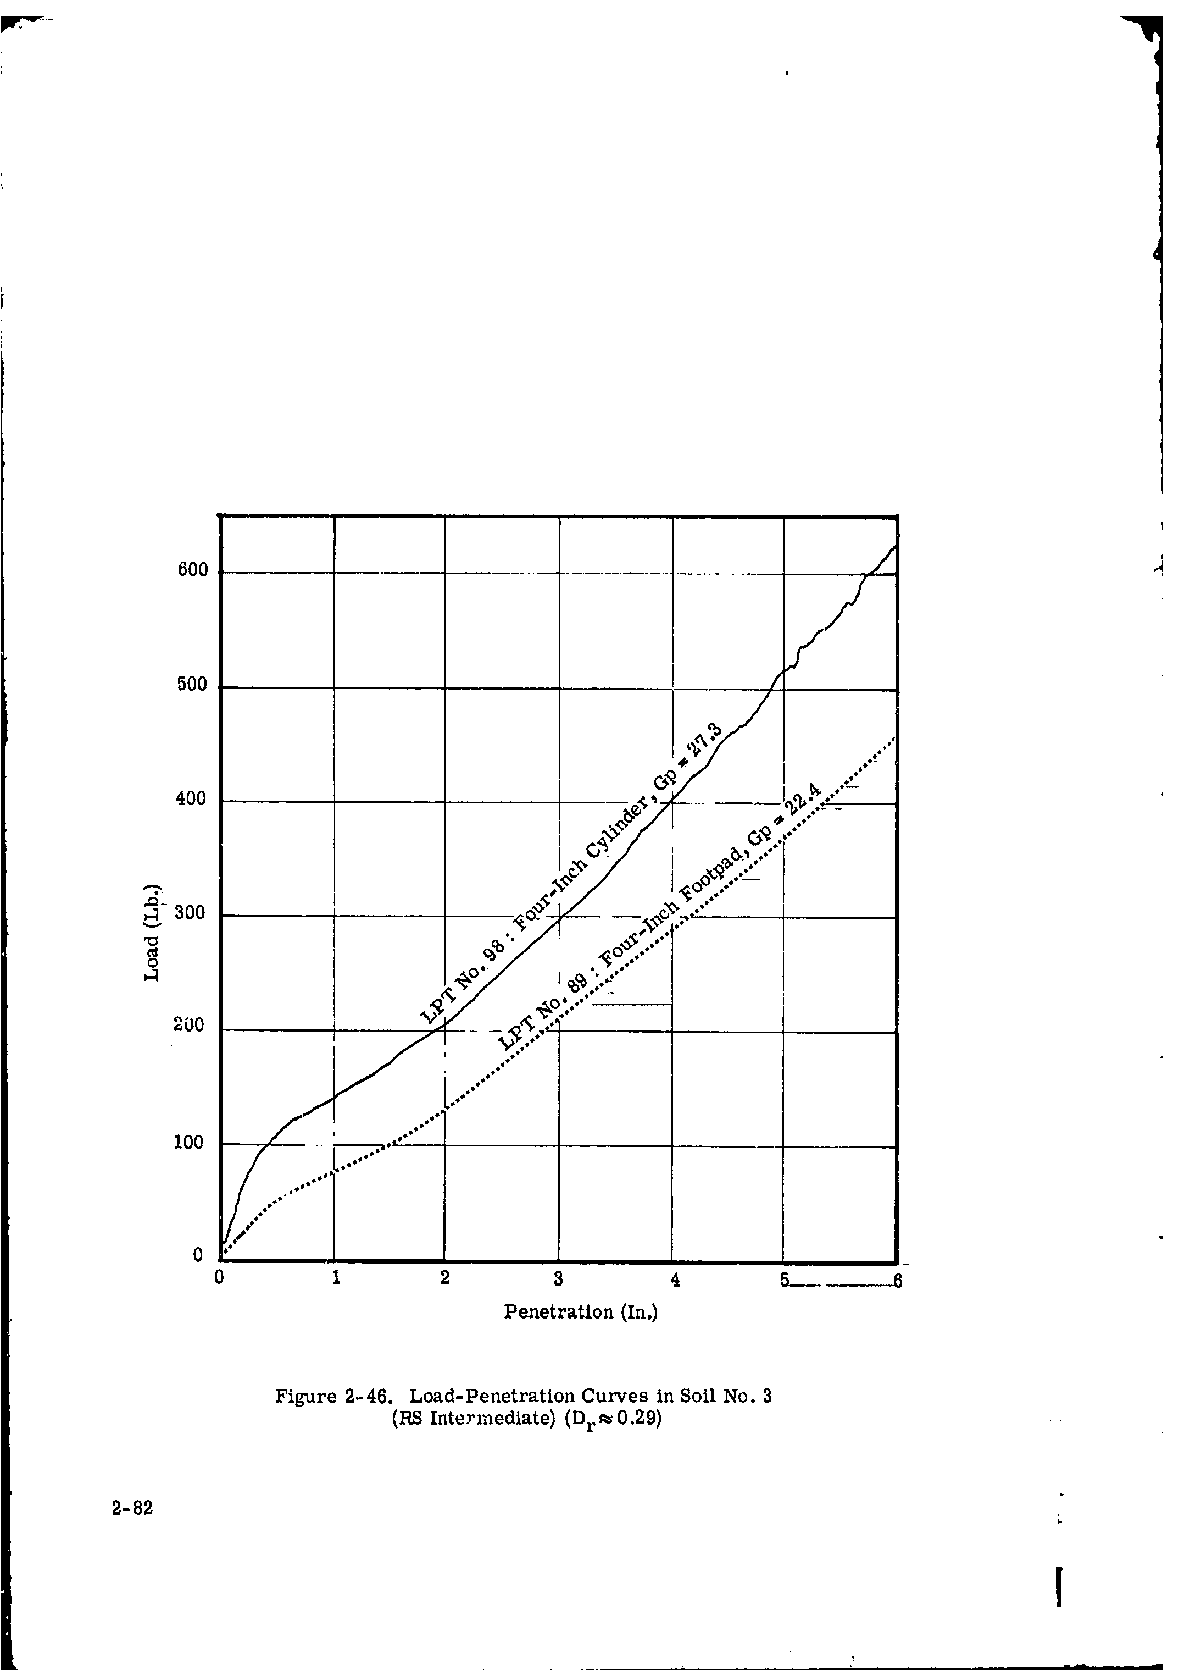 600
500
400
300
200
100
0
Load (Lb.)
LPT No. 98 : Four-Inch Cylinder, Gp = 27.3
LPT No. 89 : Four-Inch Footpad, Gp = 22.4
0 1 2 3 4 5 6
Penetration (In.)
Figure 2-46. Load-Penetration Curves in Soil No. 3
(RS Intermediate) (Dr≈0.29)
2-82